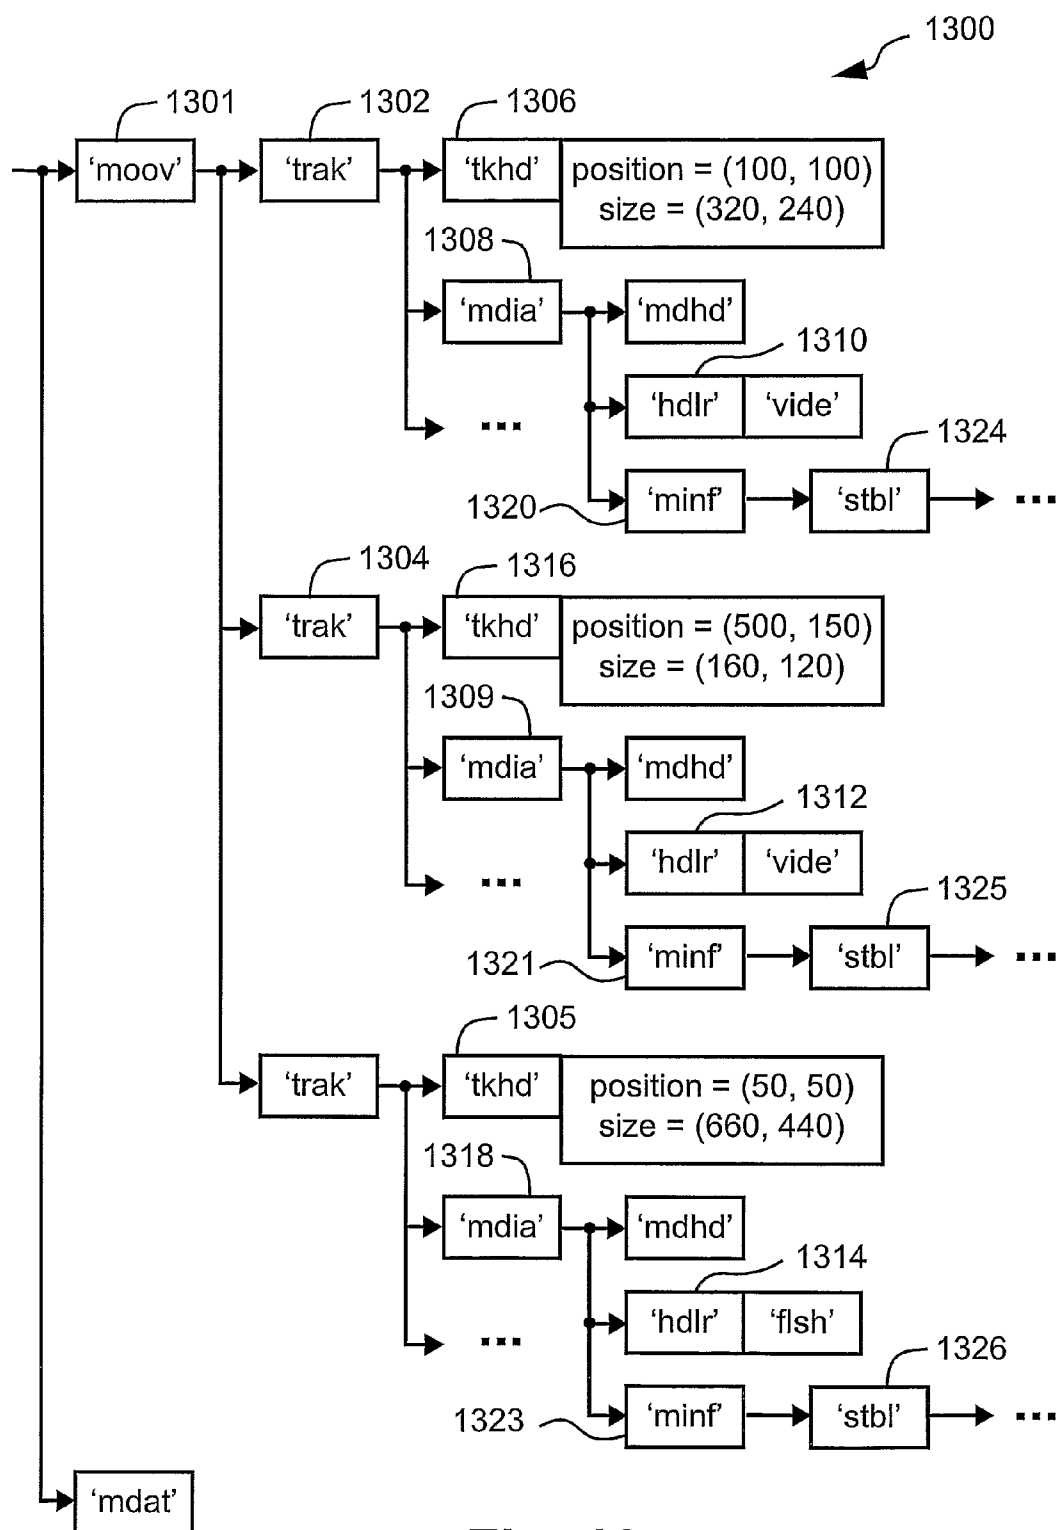 1300
1301
1302
1306
‘moov’
‘trak’
‘tkhd’
position = (100, 100)
size = (320, 240)
1308
‘mdia’
‘mdhd’
1310
‘hdlr’
‘vide’
...
1324
1320
‘minf’
‘stbl’
...
1304
1316
‘trak’
‘tkhd’
position = (500, 150)
size = (160, 120)
1309
‘mdia’
‘mdhd’
1312
‘hdlr’
‘vide’
...
1325
1321
‘minf’
‘stbl’
...
1305
‘trak’
‘tkhd’
position = (50, 50)
size = (660, 440)
1318
‘mdia’
‘mdhd’
1314
‘hdlr’
‘flsh’
...
1326
1323
‘minf’
‘stbl’
...
‘mdat’